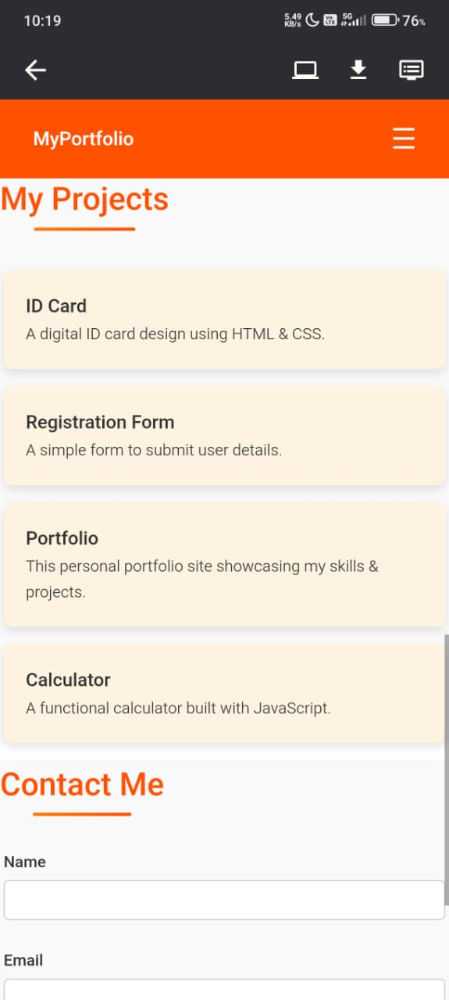 10:19
5.49 KB/s Vo LTE 5G 76%
MyPortfolio
My Projects
ID Card
A digital ID card design using HTML & CSS.
Registration Form
A simple form to submit user details.
Portfolio
This personal portfolio site showcasing my skills &
projects.
Calculator
A functional calculator built with JavaScript.
Contact Me
Name
Email